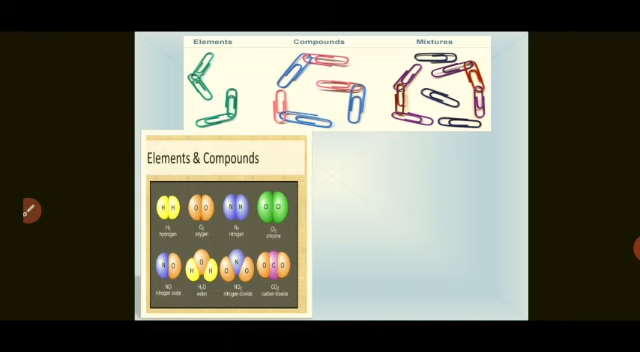 Elements Compounds Mixtures
Elements & Compounds
H H O O N N
H₂ O₂ N₂ Cl₂
hydrogen oxygen nitrogen chlorine
N O O H H N O O O C O
NO H₂O NO₂ CO₂
nitrogen oxide water nitrogen dioxide carbon dioxide